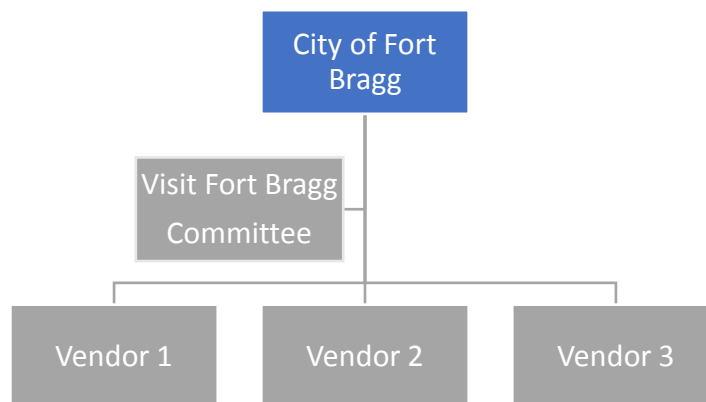 City of Fort
Bragg
Visit Fort Bragg
Committee
Vendor 1
Vendor 2
Vendor 3